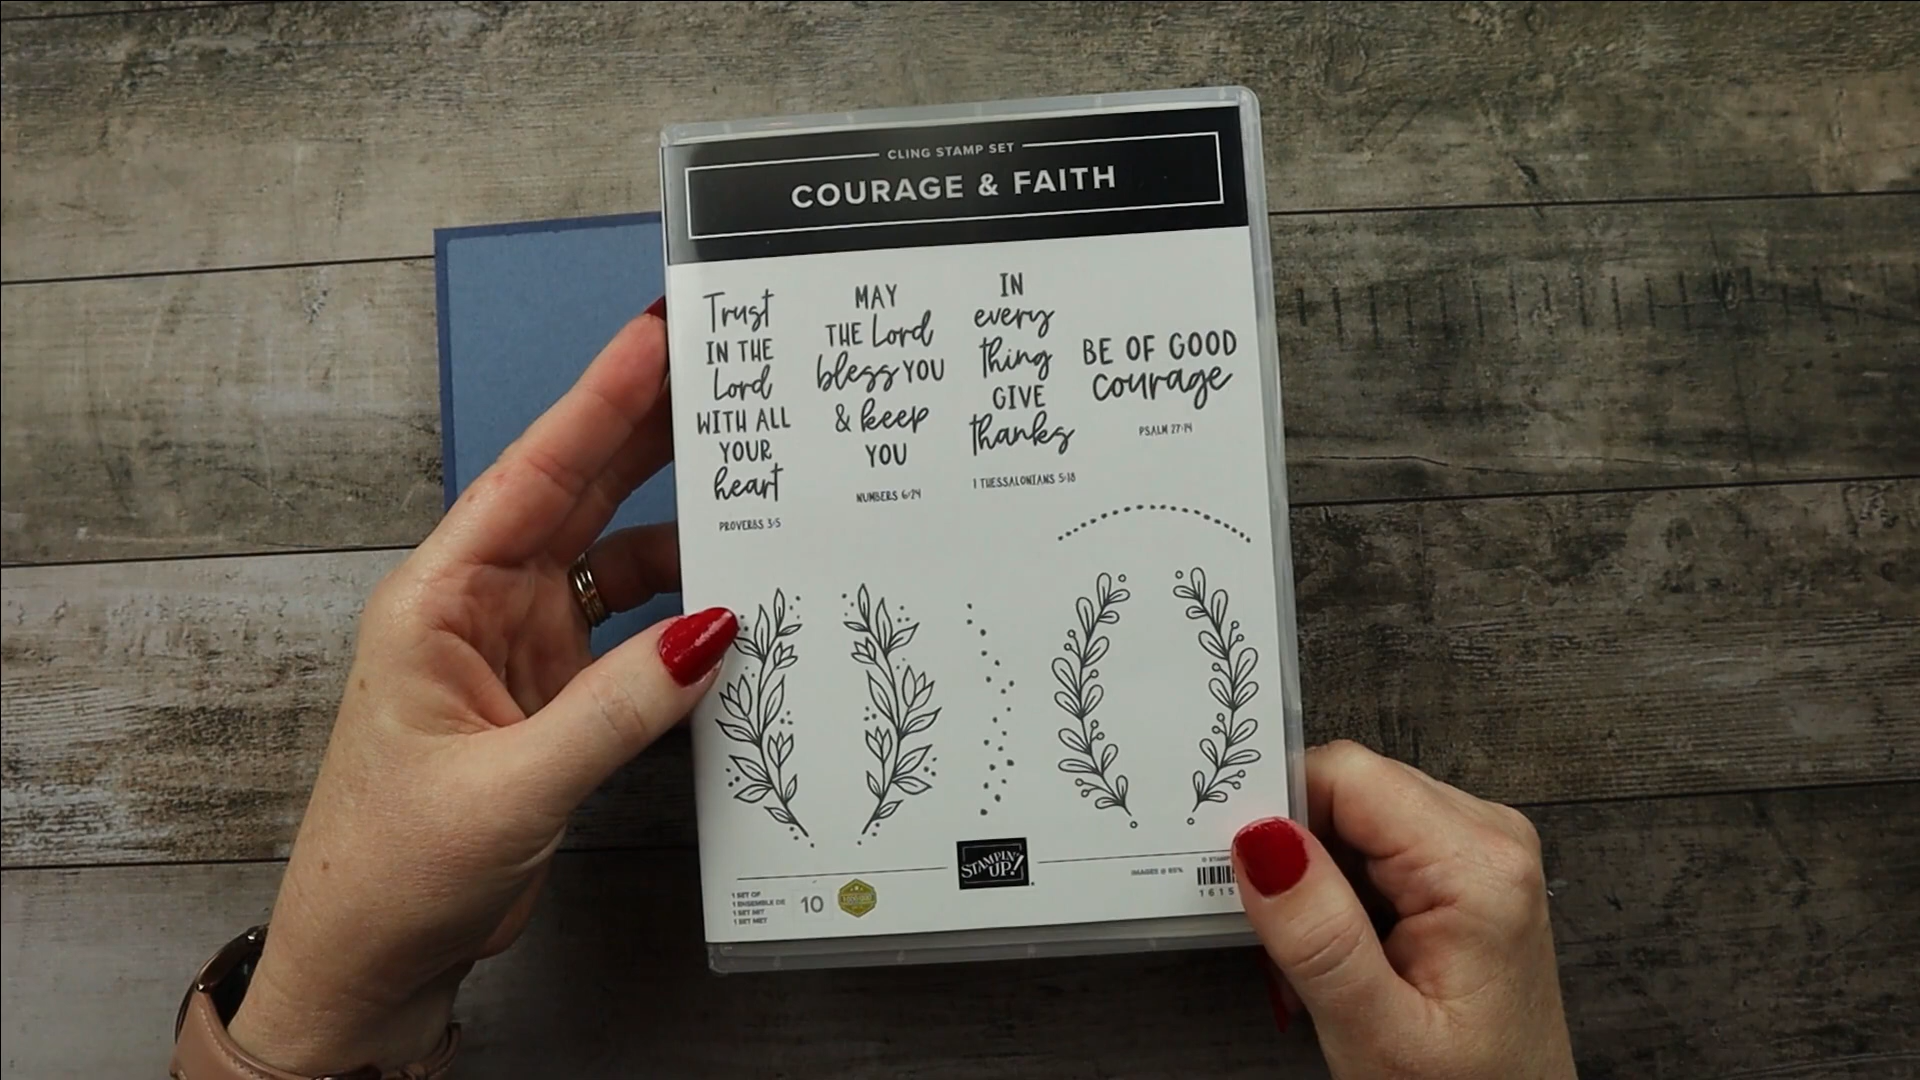 CLING STAMP SET
COURAGE & FAITH
Trust
IN THE
Lord
WITH ALL
YOUR
heart
PROVERBS 3:5
MAY
THE Lord
bless YOU
& keep
YOU
NUMBERS 6:24
IN
every
thing
GIVE
thanks
1 THESSALONIANS 5:18
BE OF GOOD
courage
PSALM 27:14
STAMPIN' UP!
1 SET OF
1 ENSEMBLE DE
1 SET MIT
1 SET MET
10
IMAGES @ 65%
© STAMP
1615